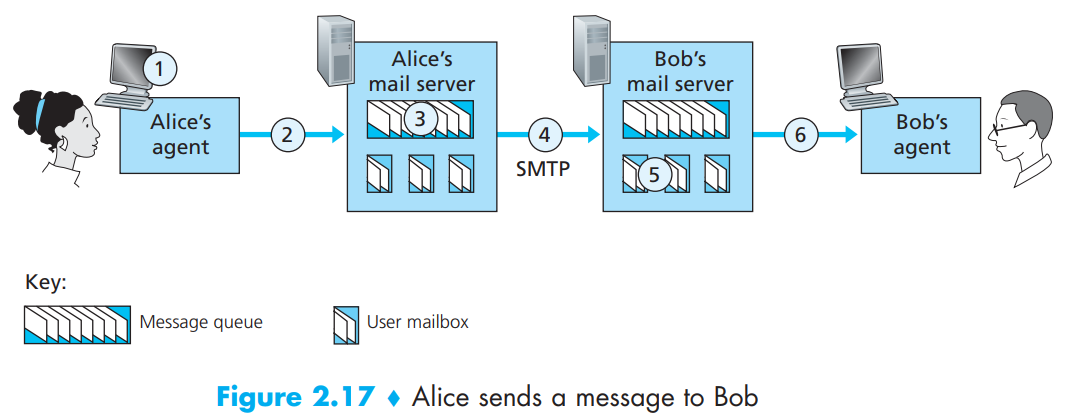 1
Alice's
agent
2
Alice's
mail server
3
4
SMTP
Bob's
mail server
5
6
Bob's
agent
Key:
Message queue
User mailbox
Figure 2.17 ♦ Alice sends a message to Bob